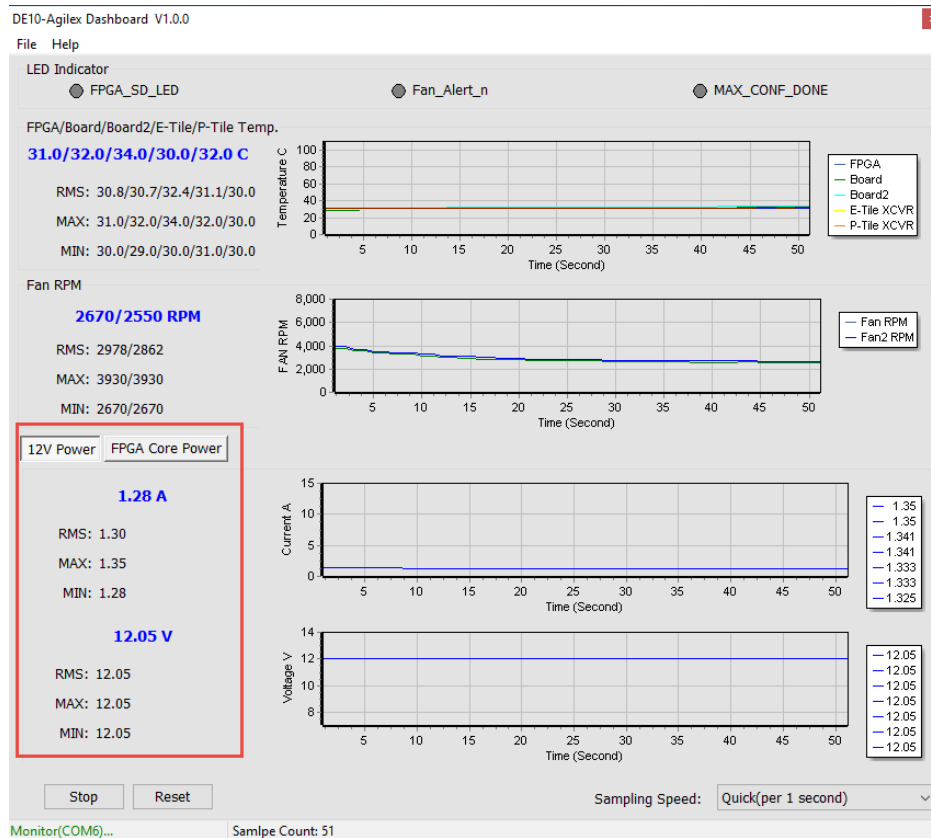 DE10-Agilex Dashboard V1.0.0
File Help
LED Indicator
FPGA_SD_LED Fan_Alert_n MAX_CONF_DONE
FPGA/Board/Board2/E-Tile/P-Tile Temp.
31.0/32.0/34.0/30.0/32.0 C
RMS: 30.8/30.7/32.4/31.1/30.0
MAX: 31.0/32.0/34.0/32.0/30.0
MIN: 30.0/29.0/30.0/31.0/30.0
Temperature C
100
80
60
40
20
0
5 10 15 20 25 30 35 40 45 50
Time (Second)
FPGA
Board
Board2
E-Tile XCVR
P-Tile XCVR
Fan RPM
2670/2550 RPM
RMS: 2978/2862
MAX: 3930/3930
MIN: 2670/2670
FAN RPM
8,000
6,000
4,000
2,000
0
5 10 15 20 25 30 35 40 45 50
Time (Second)
Fan RPM
Fan2 RPM
12V Power FPGA Core Power
1.28 A
RMS: 1.30
MAX: 1.35
MIN: 1.28
Current A
15
10
5
0
5 10 15 20 25 30 35 40 45 50
Time (Second)
1.35
1.35
1.341
1.341
1.333
1.333
1.325
12.05 V
RMS: 12.05
MAX: 12.05
MIN: 12.05
Voltage V
14
12
10
8
5 10 15 20 25 30 35 40 45 50
Time (Second)
12.05
12.05
12.05
12.05
12.05
12.05
12.05
Stop Reset Sampling Speed: Quick(per 1 second)
Monitor(COM6)... Samlpe Count: 51